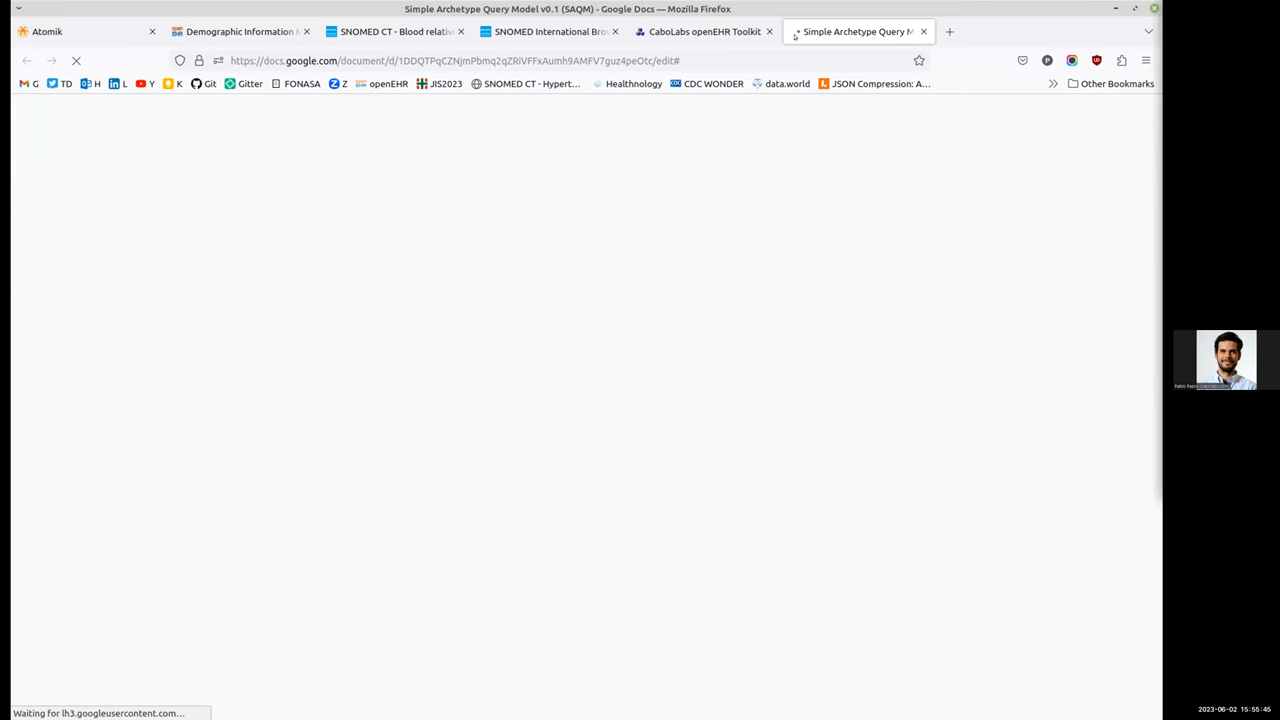 Simple Archetype Query Model v0.1 (SAQM) - Google Docs — Mozilla Firefox
Atomik
Demographic Information M
SNOMED CT - Blood relative
SNOMED International Bro
CaboLabs openEHR Toolkit
Simple Archetype Query M
https://docs.google.com/document/d/1DDQTPqCZNjmPbmq2qZRiVFFxAumh9AMFV7guz4peOtc/edit#
G
TD
H
L
Y
K
Git
Gitter
FONASA
Z
openEHR
JIS2023
SNOMED CT - Hypert…
Healthnology
CDC WONDER
data.world
JSON Compression: A…
Other Bookmarks
Waiting for lh3.googleusercontent.com…
2023-06-02 15:55:45